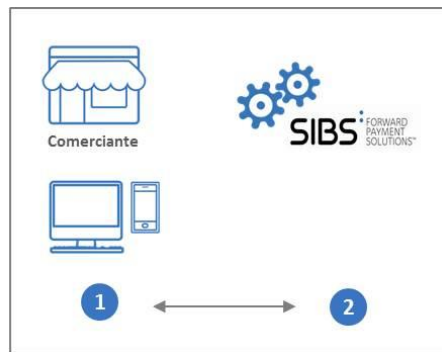 Comerciante
SIBS FORWARD
PAYMENT
SOLUTIONS™
1
2